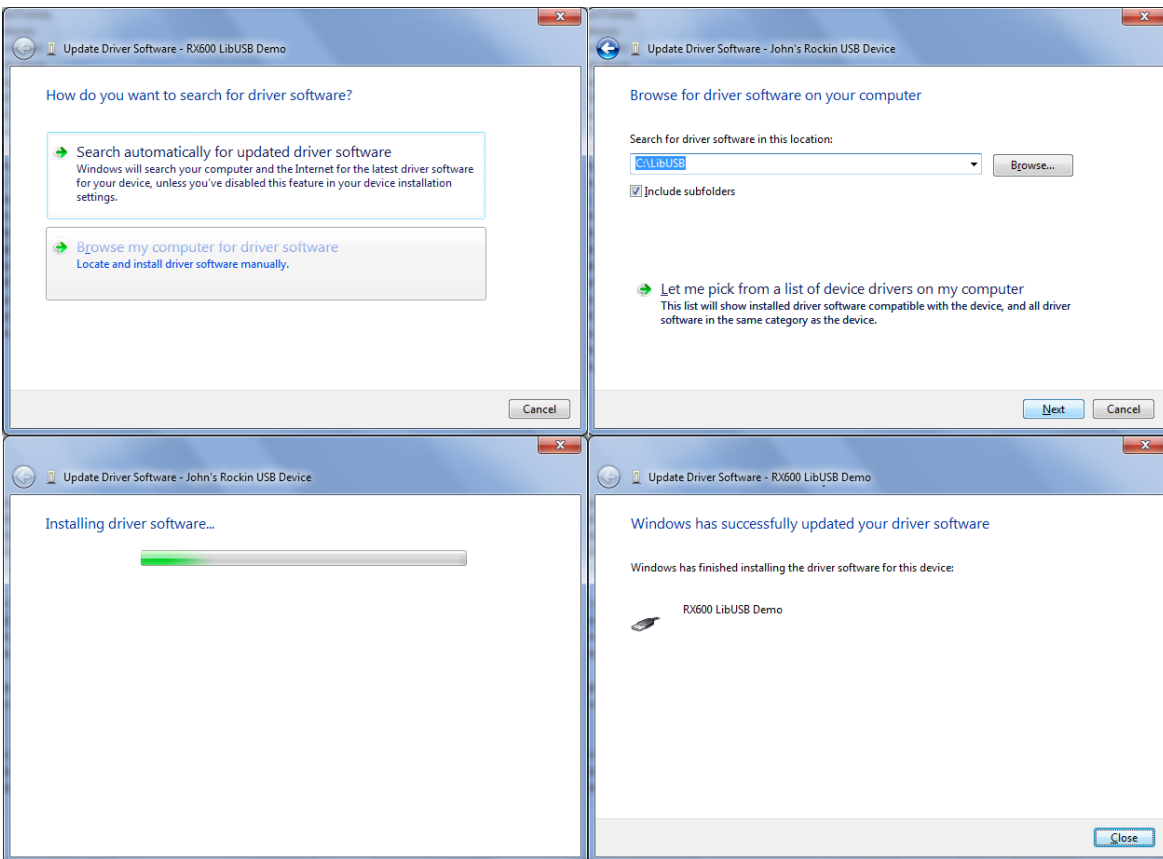 Update Driver Software - RX600 LibUSB Demo
How do you want to search for driver software?
Search automatically for updated driver software
Windows will search your computer and the Internet for the latest driver software
for your device, unless you've disabled this feature in your device installation
settings.
Browse my computer for driver software
Locate and install driver software manually.
Cancel
Update Driver Software - John's Rockin USB Device
Browse for driver software on your computer
Search for driver software in this location:
C:\LibUSB
Browse...
Include subfolders
Let me pick from a list of device drivers on my computer
This list will show installed driver software compatible with the device, and all driver
software in the same category as the device.
Next
Cancel
Update Driver Software - John's Rockin USB Device
Installing driver software...
Update Driver Software - RX600 LibUSB Demo
Windows has successfully updated your driver software
Windows has finished installing the driver software for this device:
RX600 LibUSB Demo
Close